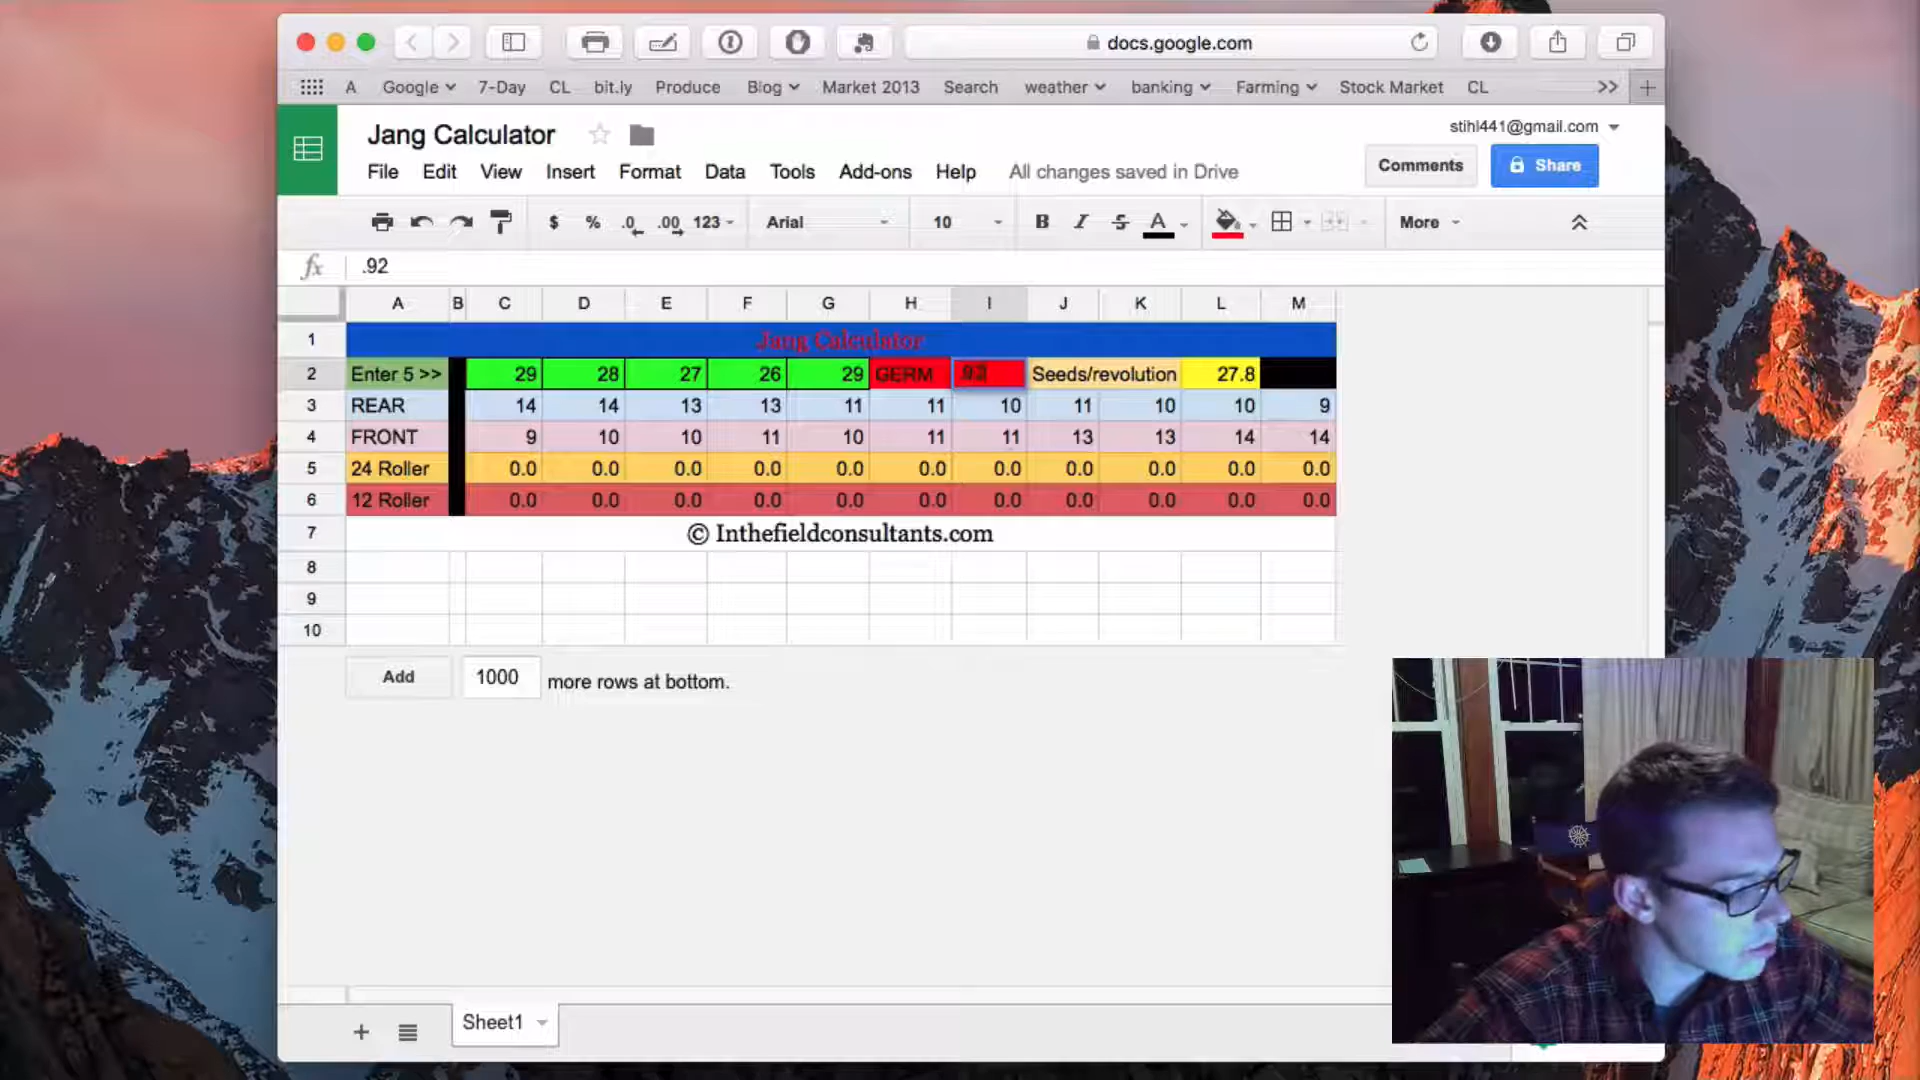 docs.google.com
A Google 7-Day CL bit.ly Produce Blog Market 2013 Search weather banking Farming Stock Market CL >> +
Jang Calculator
stihl441@gmail.com
File Edit View Insert Format Data Tools Add-ons Help All changes saved in Drive
Comments Share
$ % .0 .00 123 Arial 10 B I S A More
fx .92
A B C D E F G H I J K L M
1 Jang Calculator
2 Enter 5 >> 29 28 27 26 29 GERM .92 Seeds/revolution 27.8
3 REAR 14 14 13 13 11 11 10 11 10 10 9
4 FRONT 9 10 10 11 10 11 11 13 13 14 14
5 24 Roller 0.0 0.0 0.0 0.0 0.0 0.0 0.0 0.0 0.0 0.0 0.0
6 12 Roller 0.0 0.0 0.0 0.0 0.0 0.0 0.0 0.0 0.0 0.0 0.0
7 © Inthefieldconsultants.com
8
9
10
Add 1000 more rows at bottom.
+ Sheet1